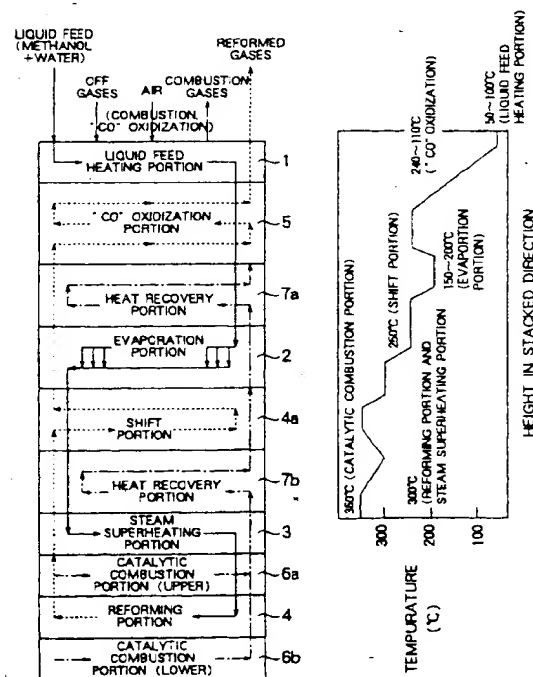 LIQUID FEED
(METHANOL
+WATER)
REFORMED
GASES
OFF
GASES
AIR
COMBUSTION
GASES
(COMBUSTION,
"CO" OXIDIZATION)
LIQUID FEED
HEATING PORTION
1
"CO" OXIDIZATION
PORTION
5
7a
HEAT RECOVERY
PORTION
EVAPORATION
PORTION
2
4a
SHIFT
PORTION
7b
HEAT RECOVERY
PORTION
STEAM
SUPERHEATING
PORTION
3
CATALYTIC
COMBUSTION
PORTION (UPPER)
6a
REFORMING
PORTION
4
CATALYTIC
COMBUSTION
PORTION (LOWER)
6b
350℃ (CATALYTIC COMBUSTION PORTION)
300℃
(REFORMING PORTION AND
STEAM SUPERHEATING PORTION
250℃ (SHIFT PORTION)
150~200℃
(EVAPORTION
PORTION)
240~110℃
("CO" OXIDIZATION)
50~100℃
(LIQUID FEED
HEATING PORTION)
300
200
100
TEMPURATURE
(℃)
HEIGHT IN STACKED DIRECTION